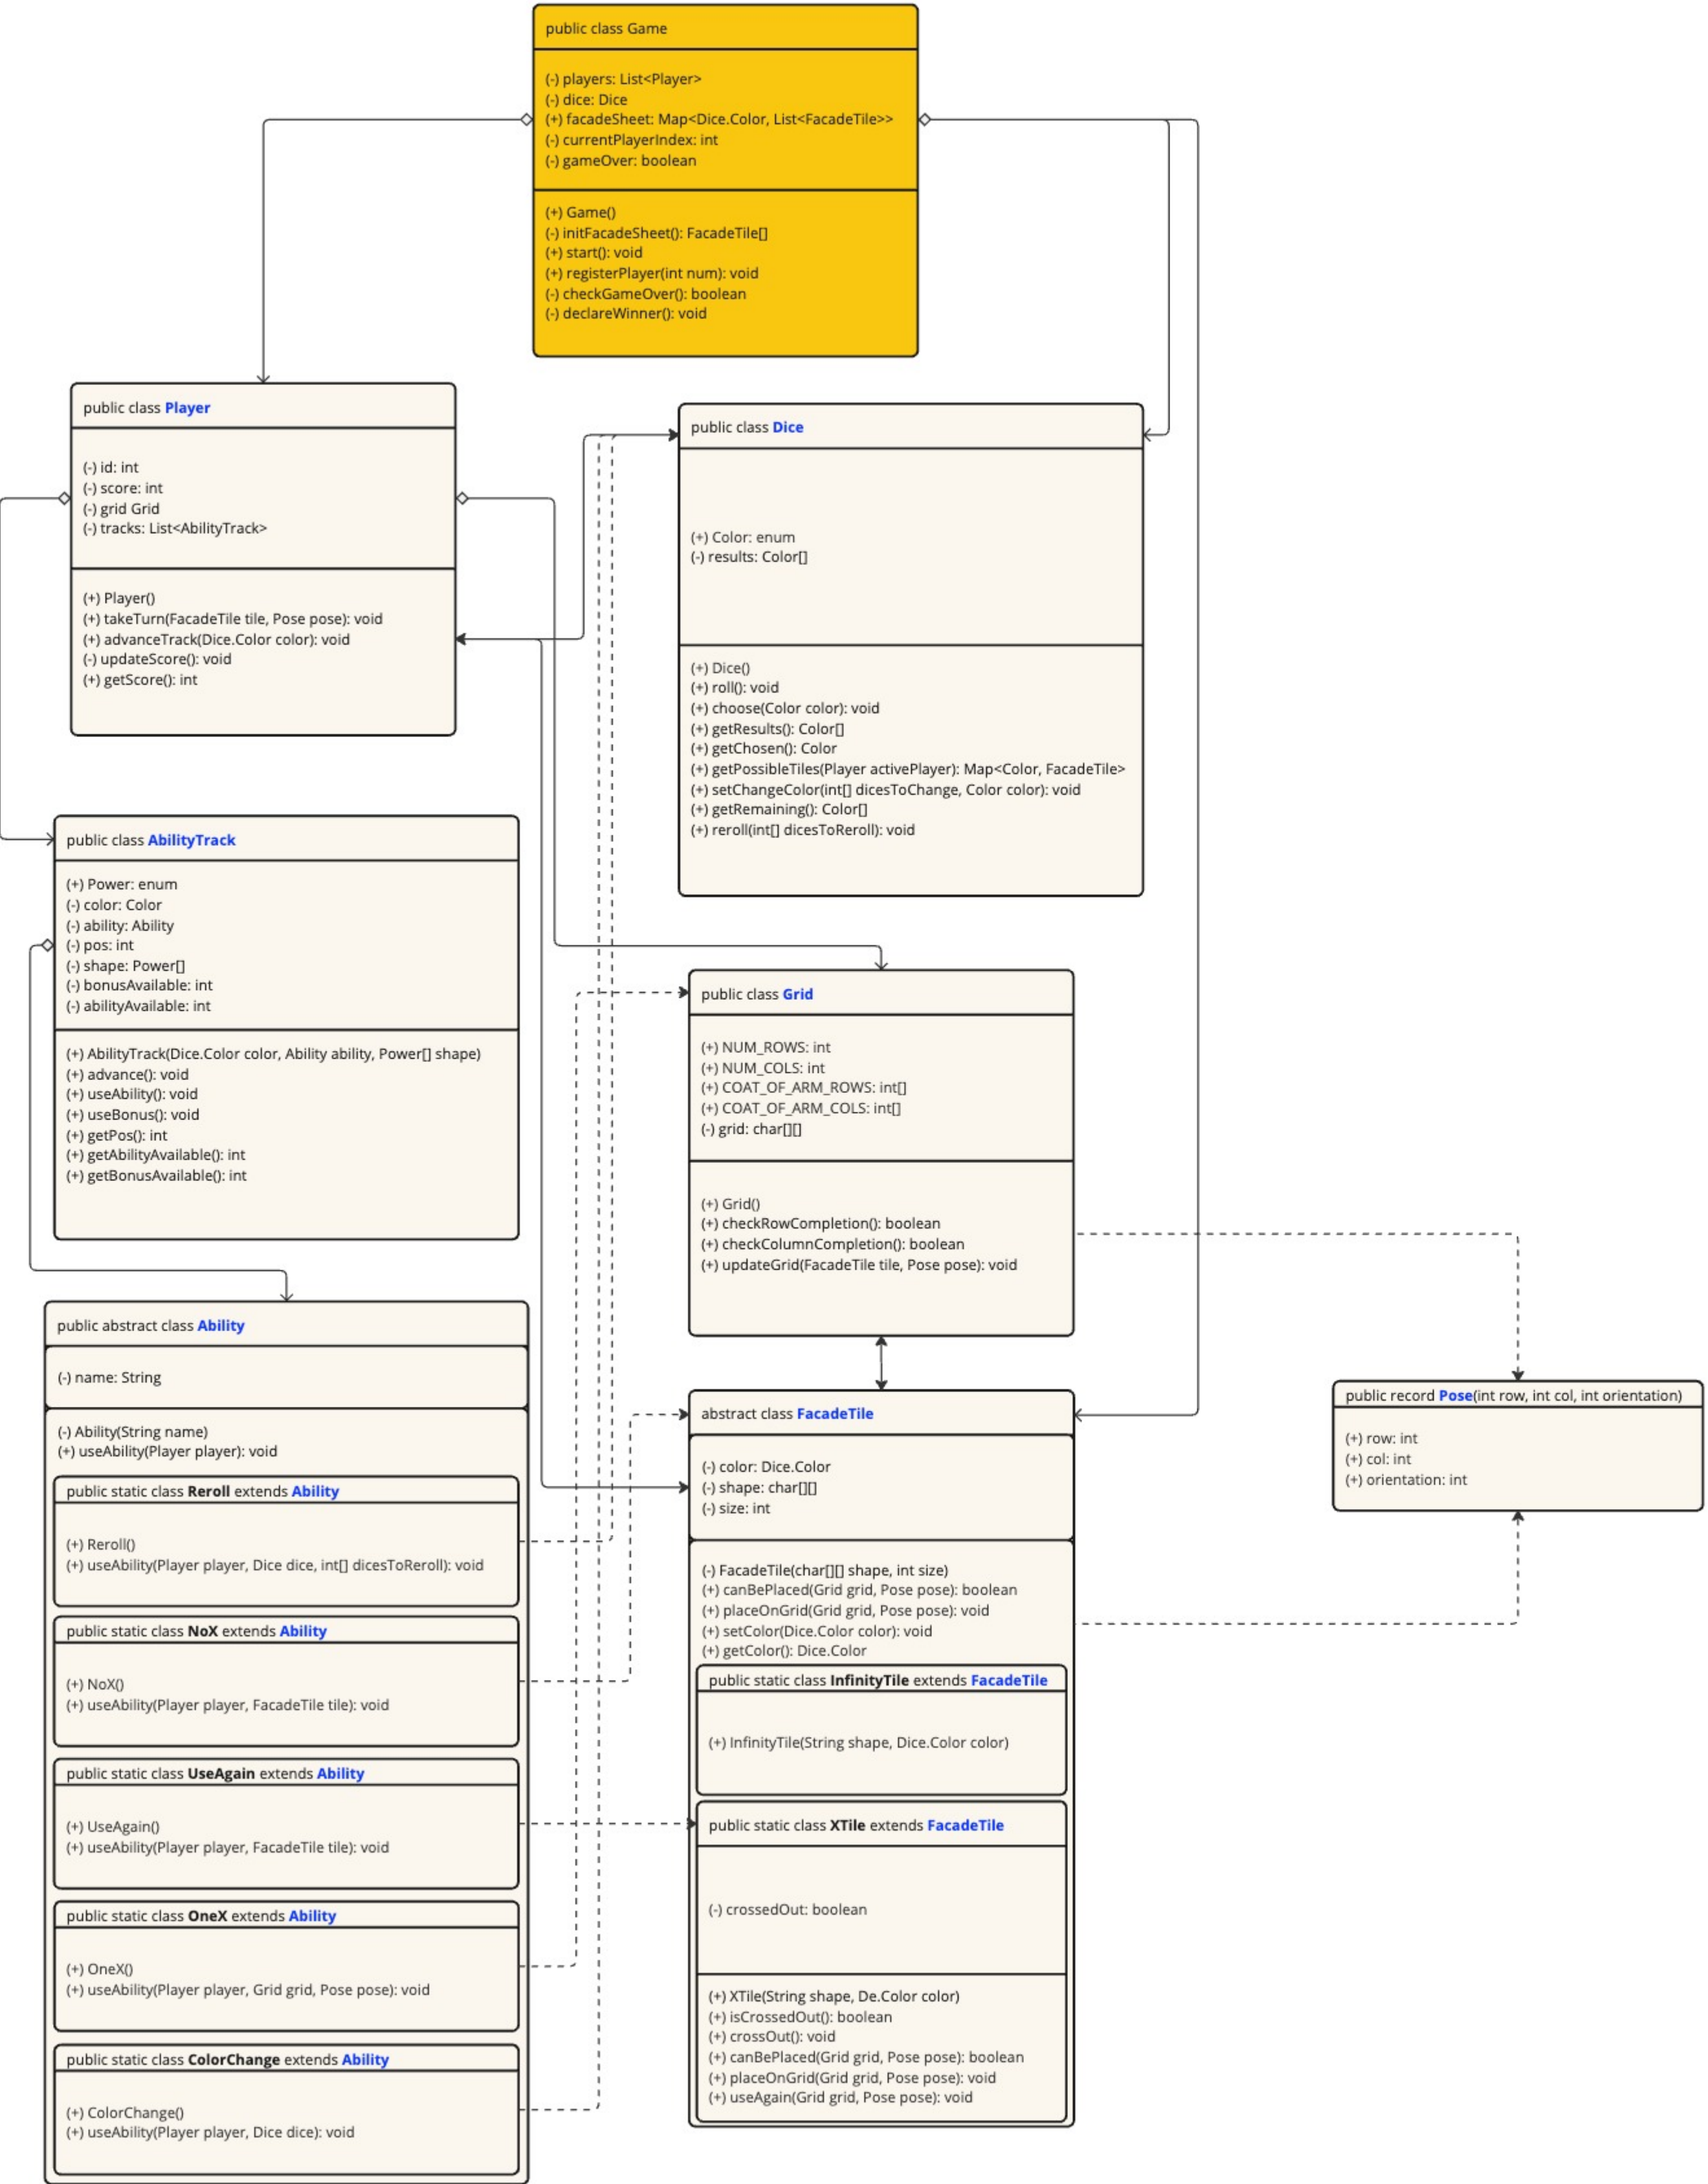 public class Game
(-) players: List<Player>
(-) dice: Dice
(+) facadeSheet: Map<Dice.Color, List<FacadeTile>>
(-) currentPlayerIndex: int
(-) gameOver: boolean
(+) Game()
(-) initFacadeSheet(): FacadeTile[]
(+) start(): void
(+) registerPlayer(int num): void
(-) checkGameOver(): boolean
(-) declareWinner(): void
public class Player
(-) id: int
(-) score: int
(-) grid Grid
(-) tracks: List<AbilityTrack>
(+) Player()
(+) takeTurn(FacadeTile tile, Pose pose): void
(+) advanceTrack(Dice.Color color): void
(-) updateScore(): void
(+) getScore(): int
public class Dice
(+) Color: enum
(-) results: Color[]
(+) Dice()
(+) roll(): void
(+) choose(Color color): void
(+) getResults(): Color[]
(+) getChosen(): Color
(+) getPossibleTiles(Player activePlayer): Map<Color, FacadeTile>
(+) setChangeColor(int[] dicesToChange, Color color): void
(+) getRemaining(): Color[]
(+) reroll(int[] dicesToReroll): void
public class AbilityTrack
(+) Power: enum
(-) color: Color
(-) ability: Ability
(-) pos: int
(-) shape: Power[]
(-) bonusAvailable: int
(-) abilityAvailable: int
(+) AbilityTrack(Dice.Color color, Ability ability, Power[] shape)
(+) advance(): void
(+) useAbility(): void
(+) useBonus(): void
(+) getPos(): int
(+) getAbilityAvailable(): int
(+) getBonusAvailable(): int
public class Grid
(+) NUM_ROWS: int
(+) NUM_COLS: int
(+) COAT_OF_ARM_ROWS: int[]
(+) COAT_OF_ARM_COLS: int[]
(-) grid: char[][]
(+) Grid()
(+) checkRowCompletion(): boolean
(+) checkColumnCompletion(): boolean
(+) updateGrid(FacadeTile tile, Pose pose): void
public abstract class Ability
(-) name: String
(-) Ability(String name)
(+) useAbility(Player player): void
public static class Reroll extends Ability
(+) Reroll()
(+) useAbility(Player player, Dice dice, int[] dicesToReroll): void
public static class NoX extends Ability
(+) NoX()
(+) useAbility(Player player, FacadeTile tile): void
public static class UseAgain extends Ability
(+) UseAgain()
(+) useAbility(Player player, FacadeTile tile): void
public static class OneX extends Ability
(+) OneX()
(+) useAbility(Player player, Grid grid, Pose pose): void
public static class ColorChange extends Ability
(+) ColorChange()
(+) useAbility(Player player, Dice dice): void
abstract class FacadeTile
(-) color: Dice.Color
(-) shape: char[][]
(-) size: int
(-) FacadeTile(char[][] shape, int size)
(+) canBePlaced(Grid grid, Pose pose): boolean
(+) placeOnGrid(Grid grid, Pose pose): void
(+) setColor(Dice.Color color): void
(+) getColor(): Dice.Color
public static class InfinityTile extends FacadeTile
(+) InfinityTile(String shape, Dice.Color color)
public static class XTile extends FacadeTile
(-) crossedOut: boolean
(+) XTile(String shape, De.Color color)
(+) isCrossedOut(): boolean
(+) crossOut(): void
(+) canBePlaced(Grid grid, Pose pose): boolean
(+) placeOnGrid(Grid grid, Pose pose): void
(+) useAgain(Grid grid, Pose pose): void
public record Pose(int row, int col, int orientation)
(+) row: int
(+) col: int
(+) orientation: int